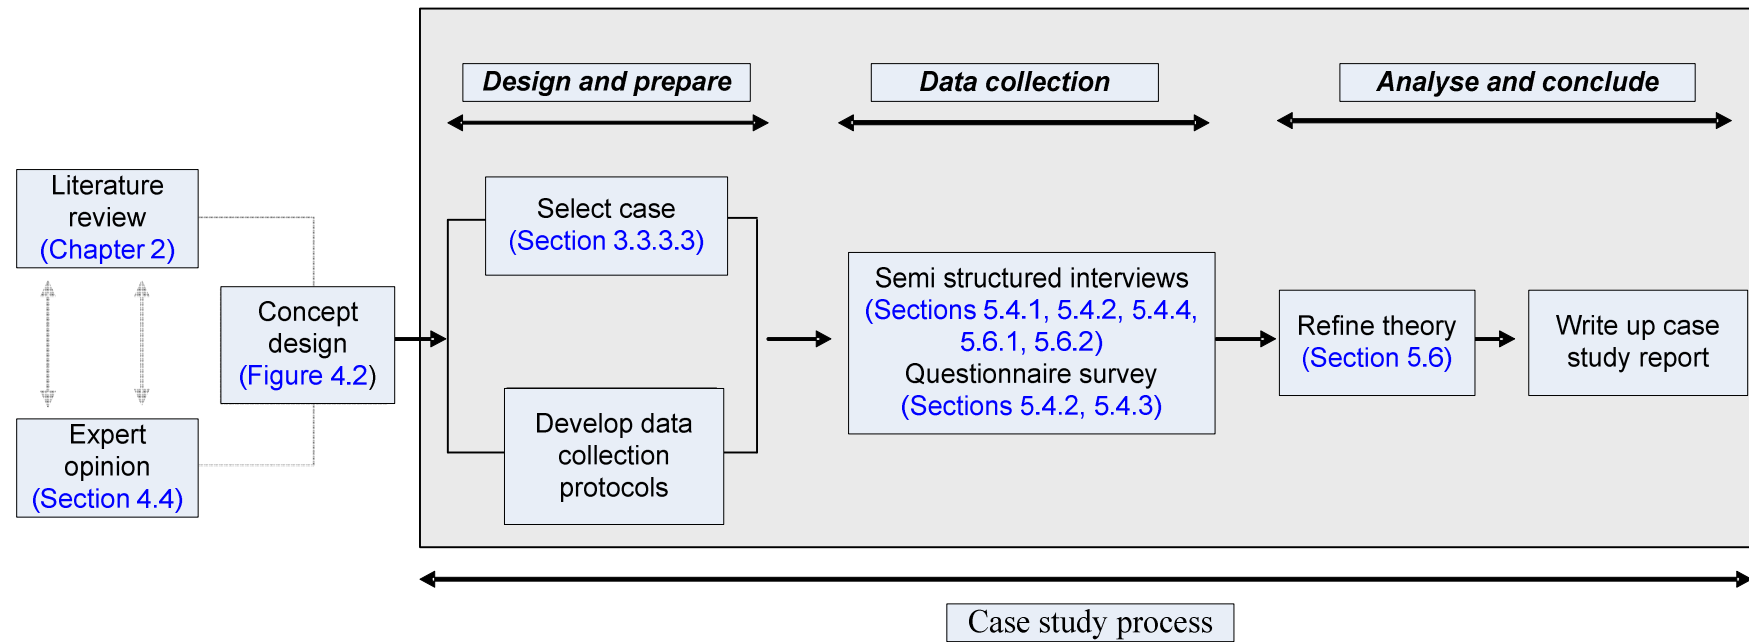 Design and prepare
Data collection
Analyse and conclude
Literature
review
(Chapter 2)
Expert
opinion
(Section 4.4)
Concept
design
(Figure 4.2)
Select case
(Section 3.3.3.3)
Develop data
collection
protocols
Semi structured interviews
(Sections 5.4.1, 5.4.2, 5.4.4,
5.6.1, 5.6.2)
Questionnaire survey
(Sections 5.4.2, 5.4.3)
Refine theory
(Section 5.6)
Write up case
study report
Case study process